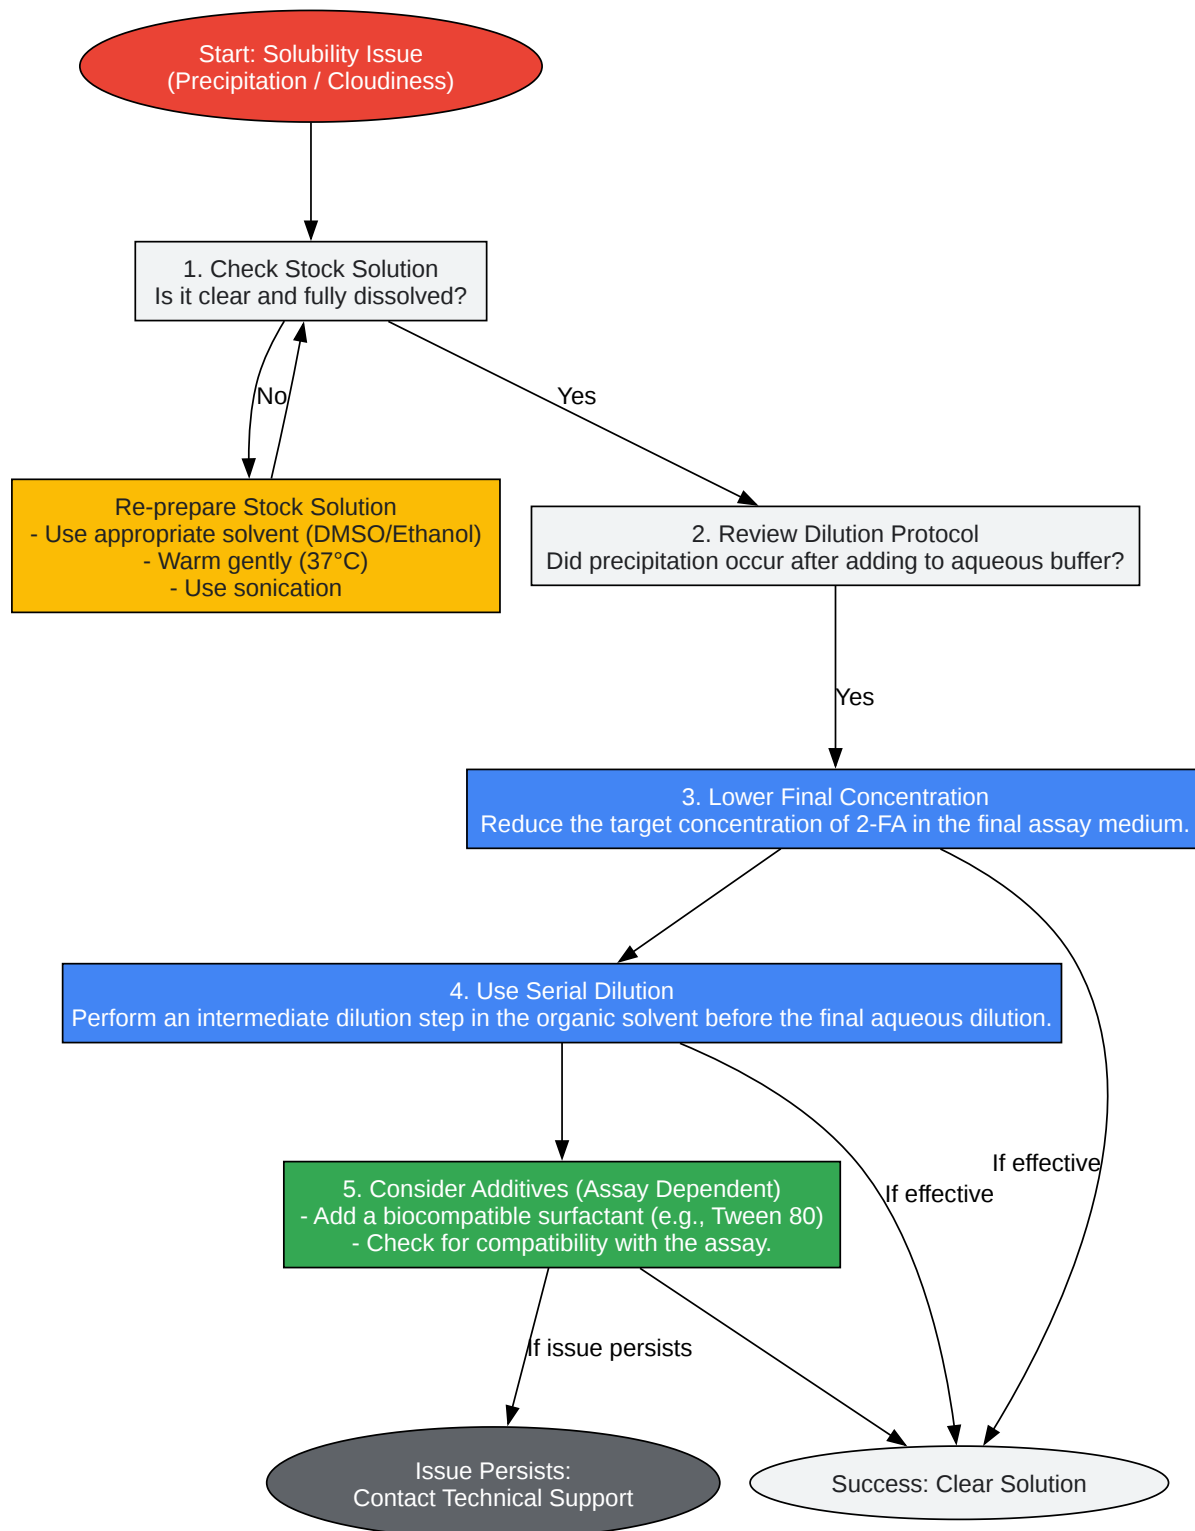 Start: Solubility Issue
(Precipitation / Cloudiness)
1. Check Stock Solution
Is it clear and fully dissolved?
No
Yes
Re-prepare Stock Solution
- Use appropriate solvent (DMSO/Ethanol)
- Warm gently (37°C)
- Use sonication
2. Review Dilution Protocol
Did precipitation occur after adding to aqueous buffer?
Yes
3. Lower Final Concentration
Reduce the target concentration of 2-FA in the final assay medium.
4. Use Serial Dilution
Perform an intermediate dilution step in the organic solvent before the final aqueous dilution.
If effective
If effective
5. Consider Additives (Assay Dependent)
- Add a biocompatible surfactant (e.g., Tween 80)
- Check for compatibility with the assay.
If issue persists
Issue Persists:
Contact Technical Support
Success: Clear Solution